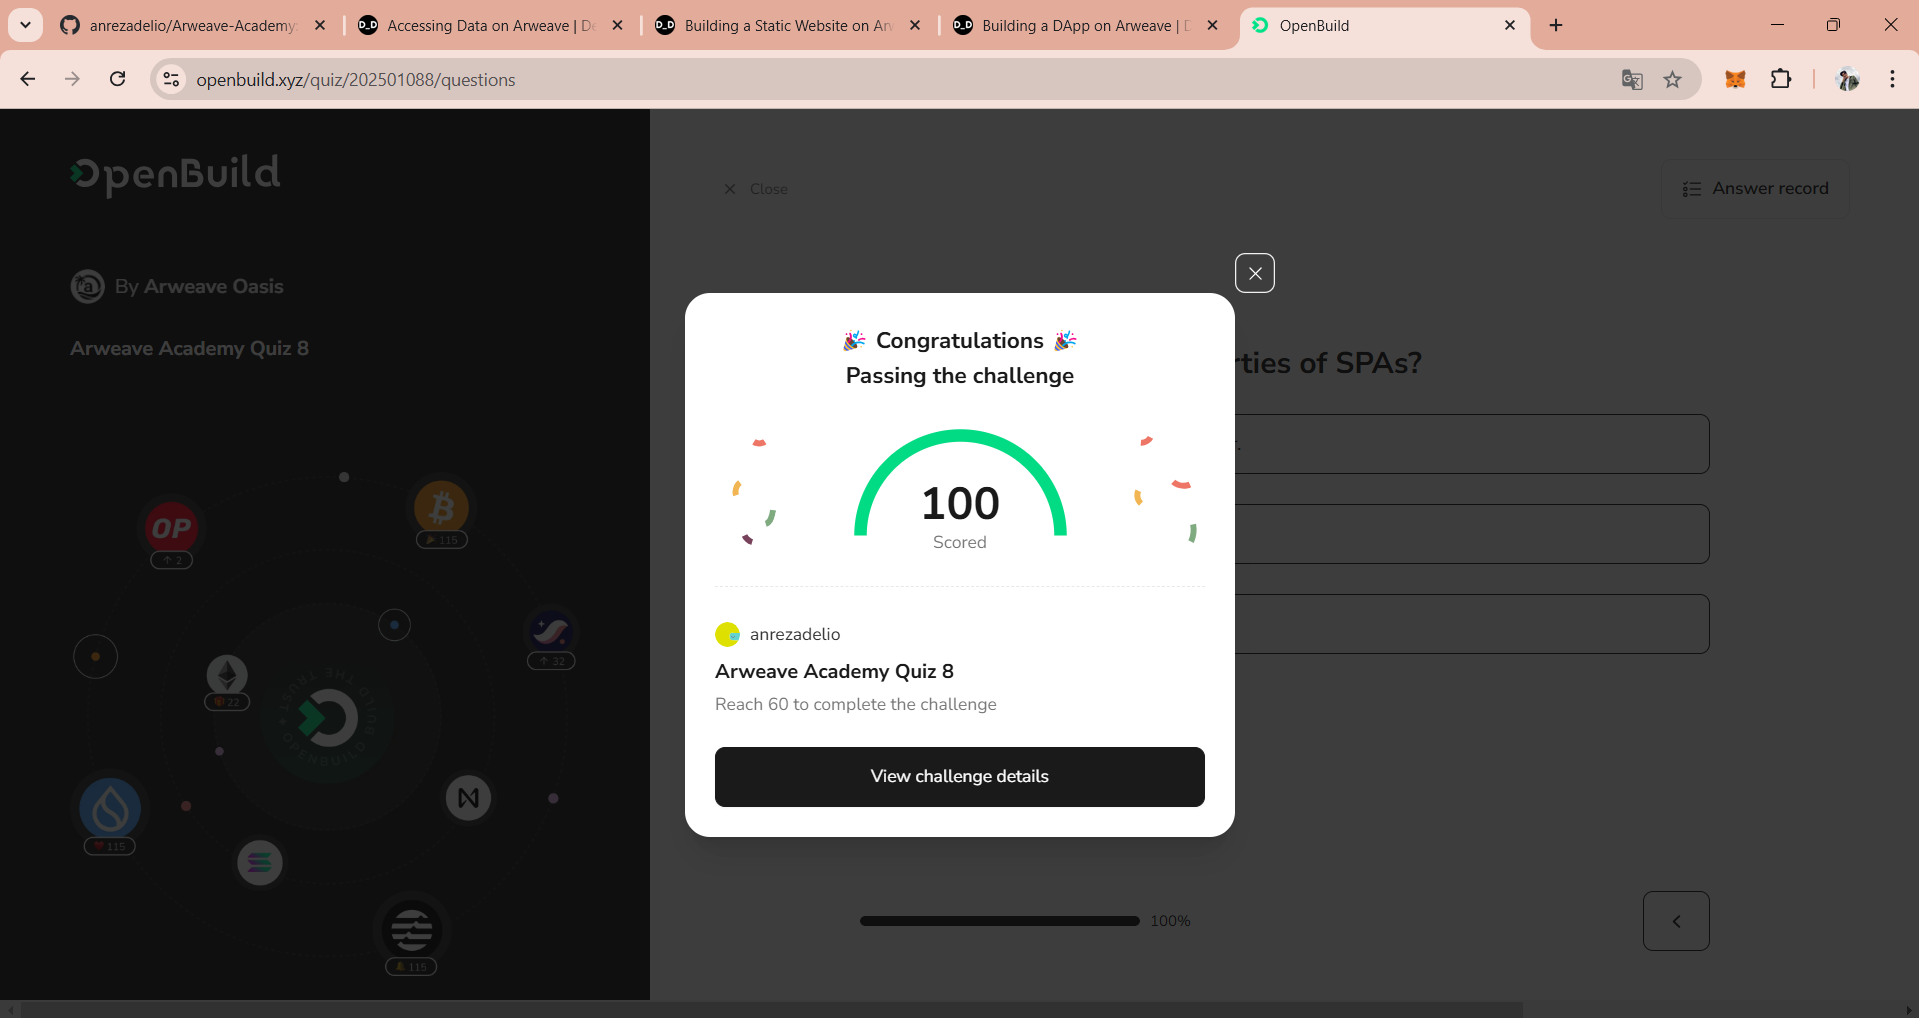 anrezadelio/Arweave-Academy:
Accessing Data on Arweave | De
Building a Static Website on Arw
Building a DApp on Arweave | D
OpenBuild
openbuild.xyz/quiz/202501088/questions
OpenBuild
Close
Answer record
By Arweave Oasis
Arweave Academy Quiz 8
rties of SPAs?
Congratulations
Passing the challenge
100
Scored
anrezadelio
Arweave Academy Quiz 8
Reach 60 to complete the challenge
View challenge details
OP
2
115
32
22
115
115
100%